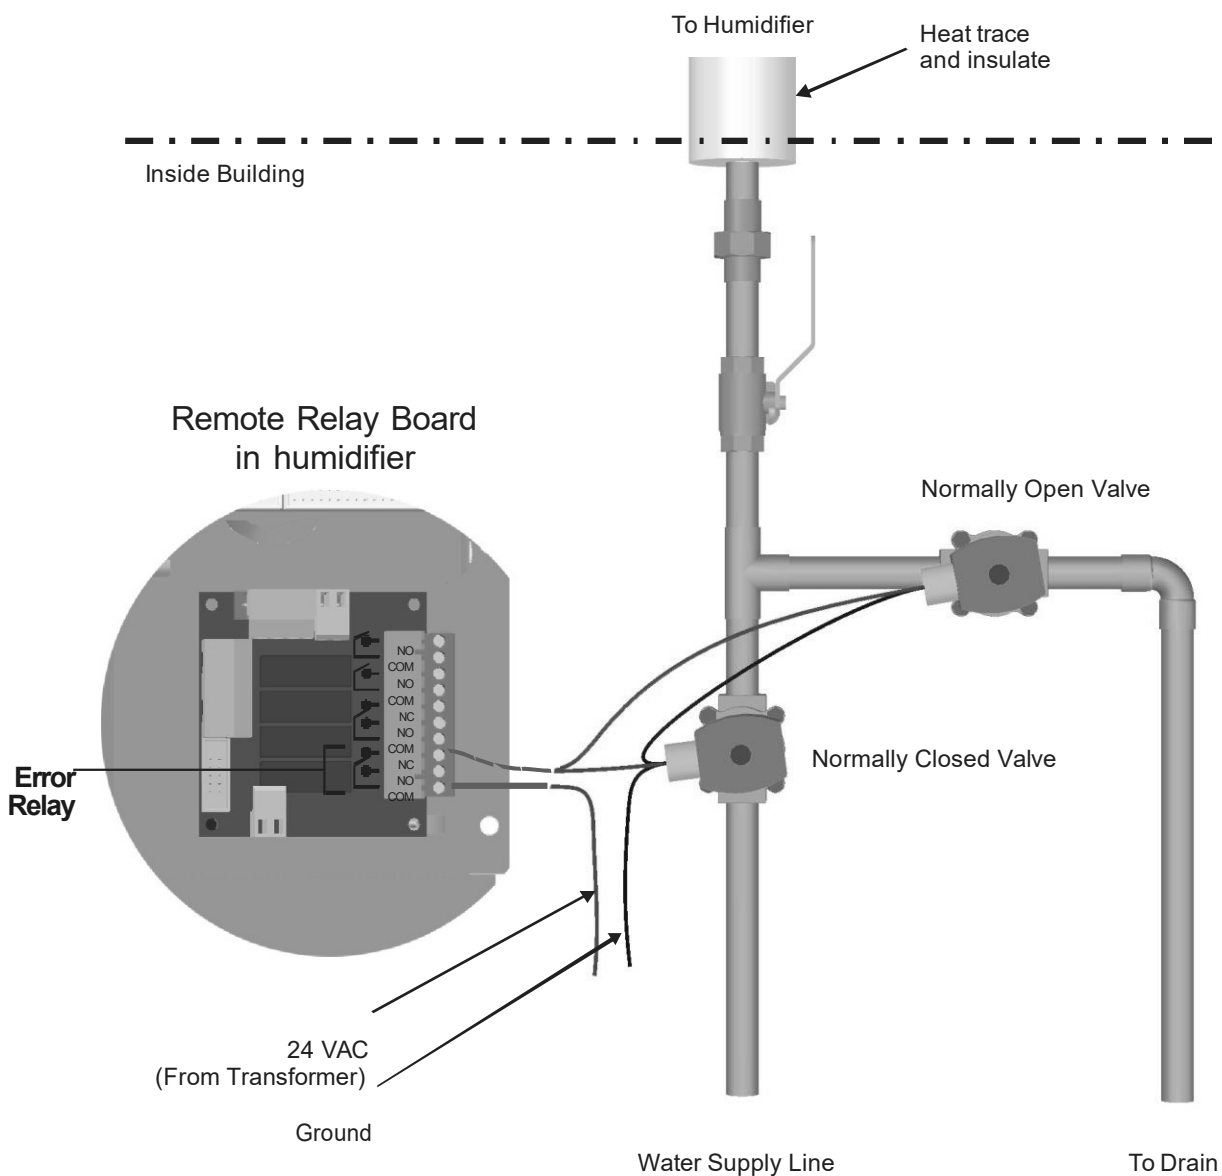 To Humidifier
Heat trace
and insulate
Inside Building
Remote Relay Board
in humidifier
Normally Open Valve
NO
COM
NO
COM
NC
NO
COM
NC
NO
COM
Normally Closed Valve
Error
Relay
24 VAC
(From Transformer)
Ground
Water Supply Line
To Drain